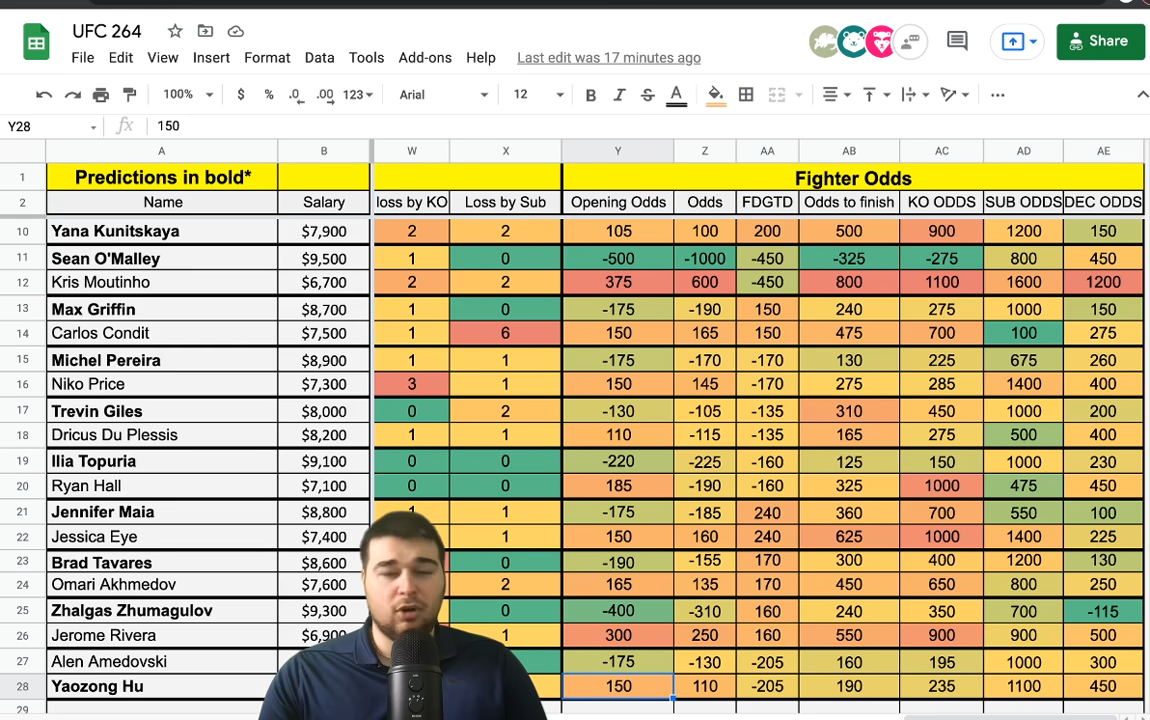 UFC 264
File Edit View Insert Format Data Tools Add-ons Help Last edit was 17 minutes ago
Share
100% $ % .0 .00 123 Arial 12 B I S A
Y28 fx 150
A B W X Y Z AA AB AC AD AE
1 Predictions in bold* Fighter Odds
2 Name Salary loss by KO Loss by Sub Opening Odds Odds FDGTD Odds to finish KO ODDS SUB ODDS DEC ODDS
10 Yana Kunitskaya $7,900 2 2 105 100 200 500 900 1200 150
11 Sean O'Malley $9,500 1 0 -500 -1000 -450 -325 -275 800 450
12 Kris Moutinho $6,700 2 2 375 600 -450 800 1100 1600 1200
13 Max Griffin $8,700 1 0 -175 -190 150 240 275 1000 150
14 Carlos Condit $7,500 1 6 150 165 150 475 700 100 275
15 Michel Pereira $8,900 1 1 -175 -170 -170 130 225 675 260
16 Niko Price $7,300 3 1 150 145 -170 275 285 1400 400
17 Trevin Giles $8,000 0 2 -130 -105 -135 310 450 1000 200
18 Dricus Du Plessis $8,200 1 1 110 -115 -135 165 275 500 400
19 Ilia Topuria $9,100 0 0 -220 -225 -160 125 150 1000 230
20 Ryan Hall $7,100 0 0 185 -190 -160 325 1000 475 450
21 Jennifer Maia $8,800 1 1 -175 -185 240 360 700 550 100
22 Jessica Eye $7,400 1 150 160 240 625 1000 1400 225
23 Brad Tavares $8,600 0 -190 -155 170 300 400 1200 130
24 Omari Akhmedov $7,600 2 165 135 170 450 650 800 250
25 Zhalgas Zhumagulov $9,300 0 -400 -310 160 240 350 700 -115
26 Jerome Rivera $6,900 1 300 250 160 550 900 900 500
27 Alen Amedovski -175 -130 -205 160 195 1000 300
28 Yaozong Hu 150 110 -205 190 235 1100 450
29